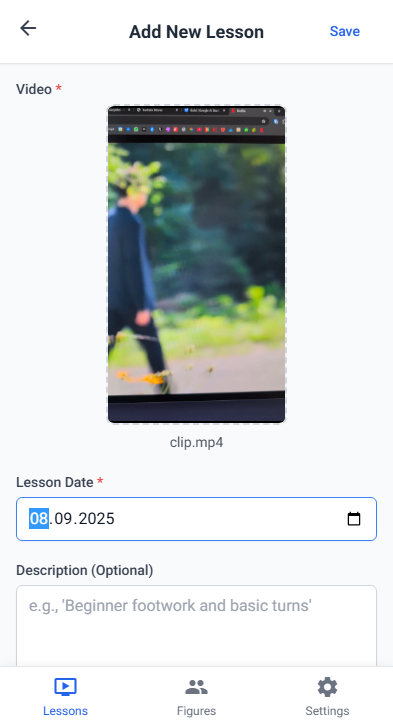 Add New Lesson
Save
Video *
clip.mp4
Lesson Date *
08.09.2025
Description (Optional)
e.g., 'Beginner footwork and basic turns'
Lessons
Figures
Settings